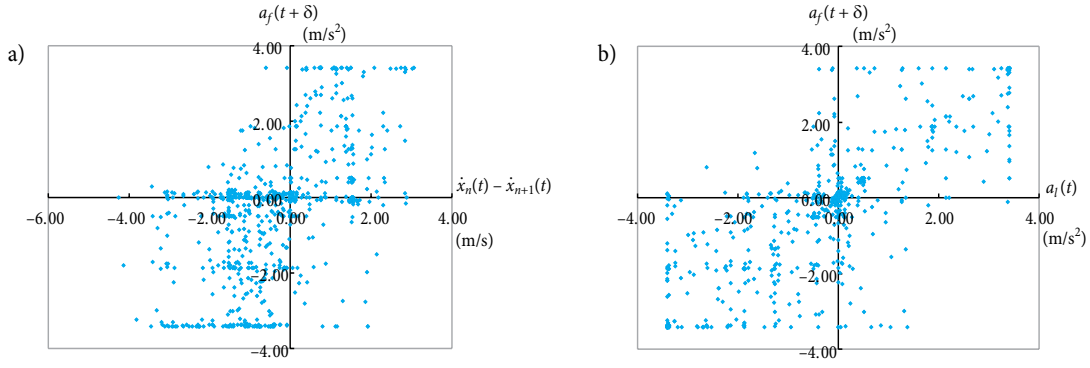 a)
a_f(t + δ)
(m/s²)
4.00
2.00
0.00
−2.00
−4.00
−6.00 −4.00 −2.00 0.00 2.00 4.00
ẋ_n(t) − ẋ_{n+1}(t)
(m/s)
b)
a_f(t + δ)
(m/s²)
4.00
2.00
0.00
−2.00
−4.00
−4.00 −2.00 0.00 2.00 4.00
a_l(t)
(m/s²)